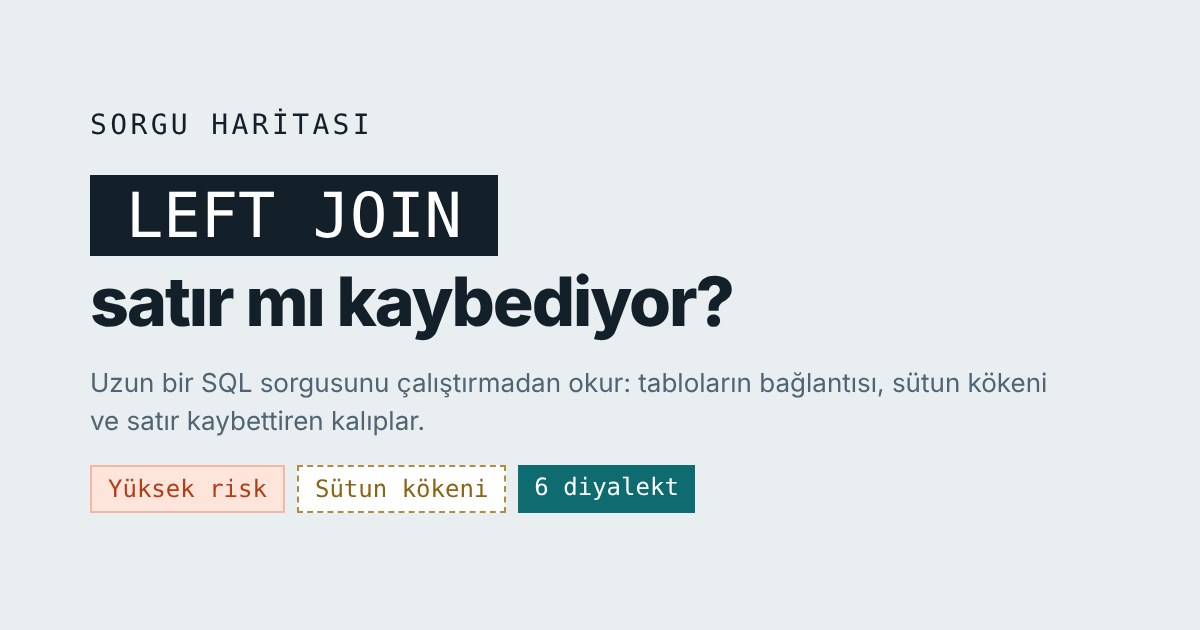 SORGU HARİTASI
LEFT JOIN
satır mı kaybediyor?
Uzun bir SQL sorgusunu çalıştırmadan okur: tabloların bağlantısı, sütun kökeni
ve satır kaybettiren kalıplar.
Yüksek risk
Sütun kökeni
6 diyalekt